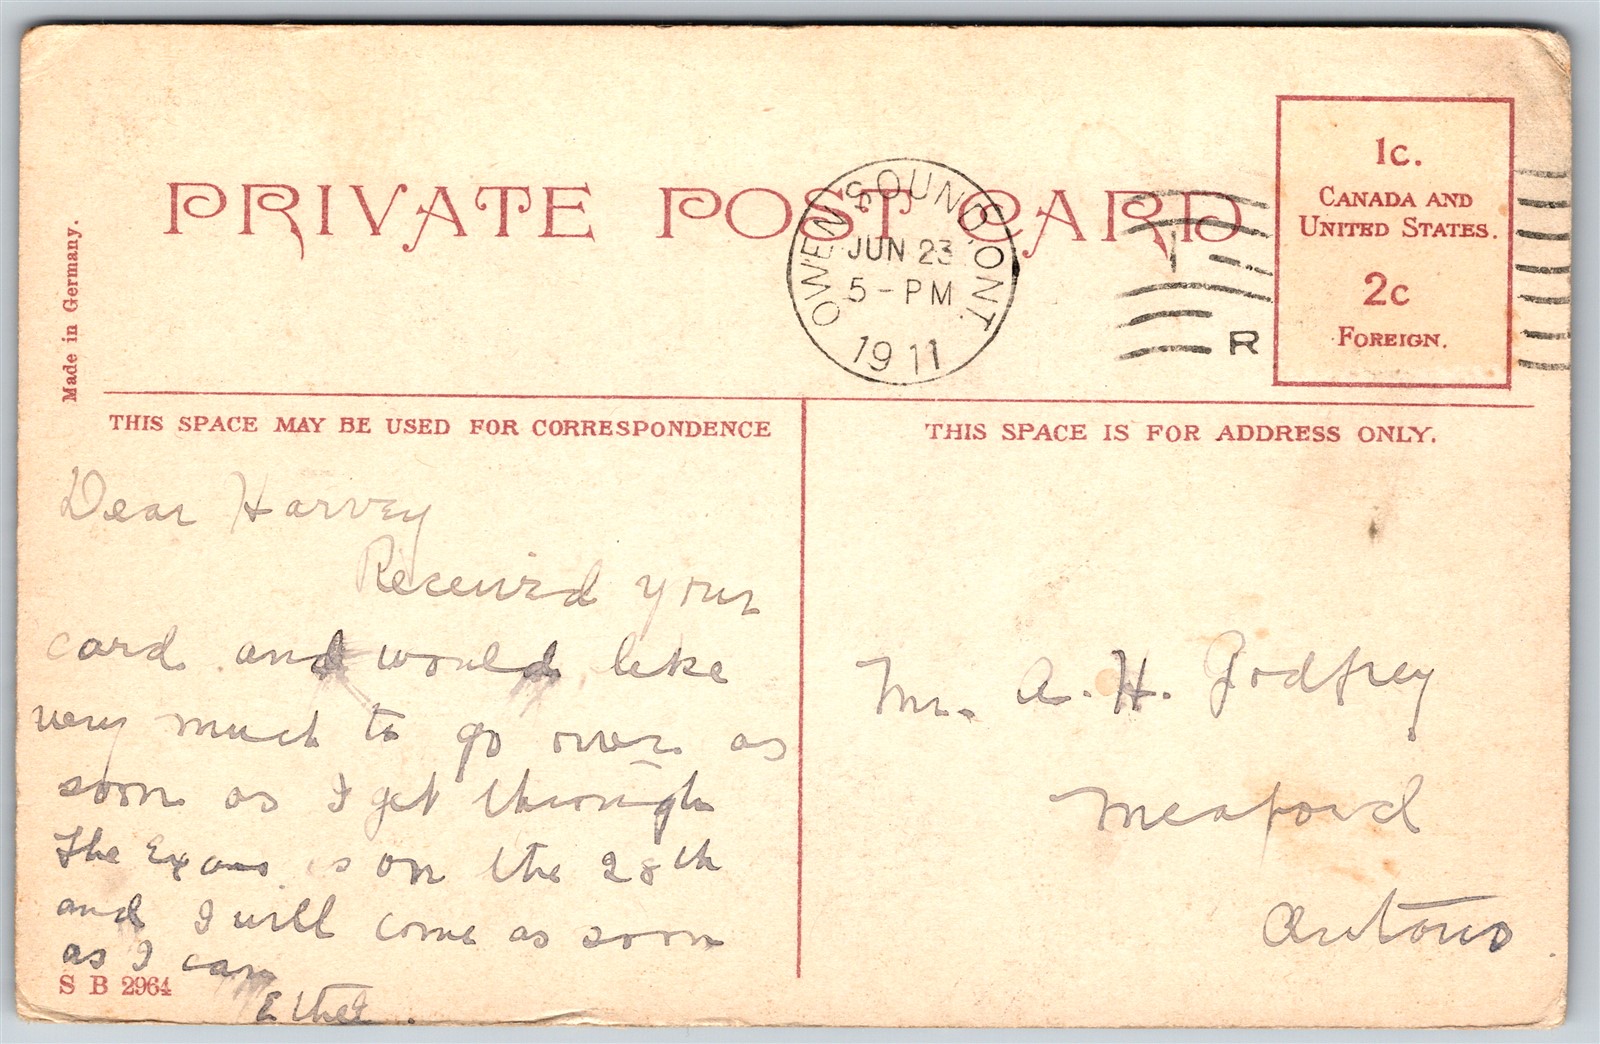 PRIVATE POST CARD
OWEN SOUND, ONT.
JUN 23
5-PM
1911
R
1c.
CANADA AND
UNITED STATES.
2c
FOREIGN.
Made in Germany.
THIS SPACE MAY BE USED FOR CORRESPONDENCE
THIS SPACE IS FOR ADDRESS ONLY.
Dear Harvey
Received your
card and would like
very much to go over as
soon as I get through
The Exam is on the 28th
and I will come as soon
as I can
Ethel.
S B 2964
Mr. A. H. Godfrey
Meaford
Ontario